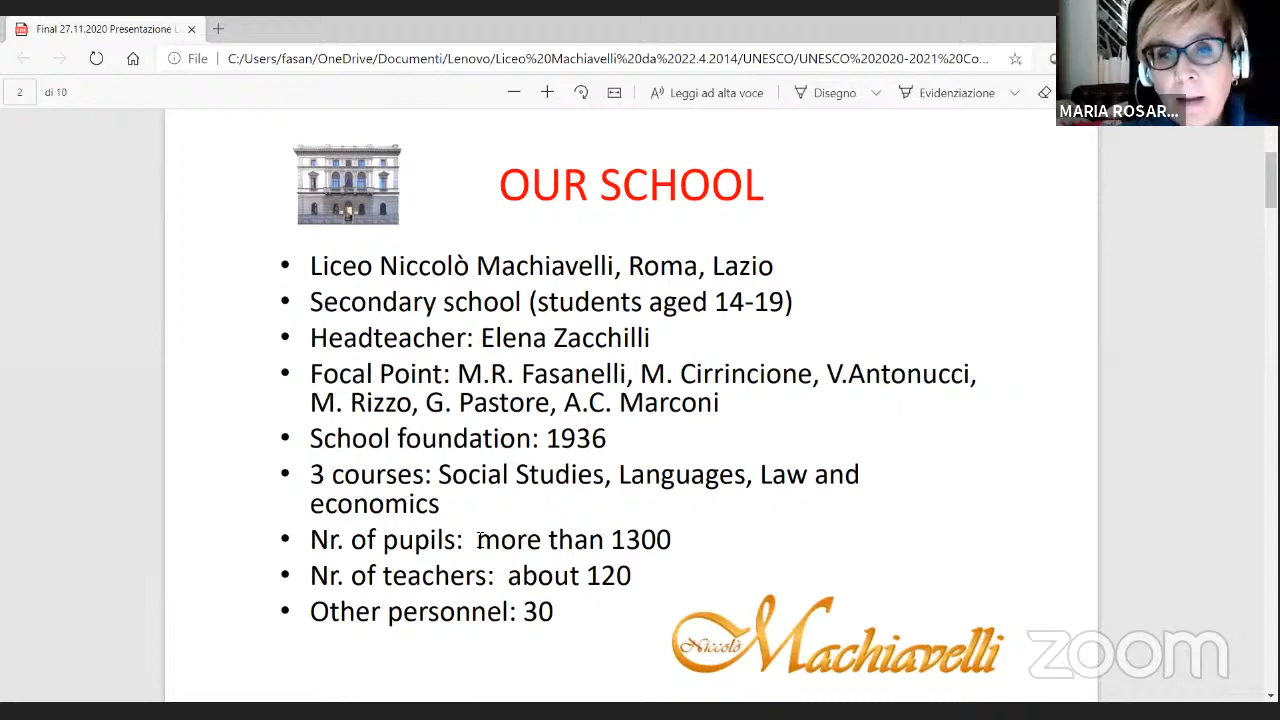 Final 27.11.2020 Presentazione L
File
C:/Users/fasan/OneDrive/Documenti/Lenovo/Liceo%20Machiavelli%20da%2022.4.2014/UNESCO/UNESCO%202020-2021%20Co...
MARIA ROSAR...
2 di 10
Leggi ad alta voce
Disegno
Evidenziazione
OUR SCHOOL
• Liceo Niccolò Machiavelli, Roma, Lazio
• Secondary school (students aged 14-19)
• Headteacher: Elena Zacchilli
• Focal Point: M.R. Fasanelli, M. Cirrincione, V.Antonucci,
M. Rizzo, G. Pastore, A.C. Marconi
• School foundation: 1936
• 3 courses: Social Studies, Languages, Law and
economics
• Nr. of pupils: more than 1300
• Nr. of teachers: about 120
• Other personnel: 30
Niccolò Machiavelli
zoom